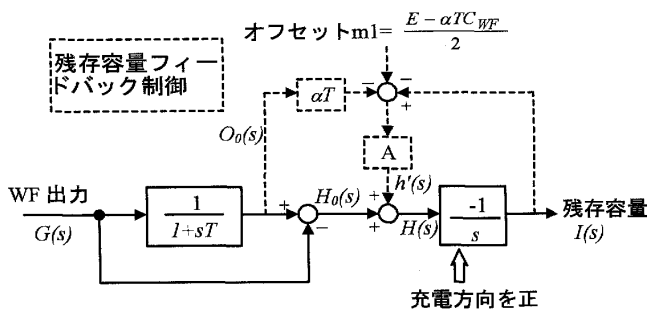 オフセットm1= E − αTC_WF / 2
残存容量フィー
ドバック制御
αT
−
−
+
O₀(s)
A
h'(s)
WF 出力
G(s)
1 / 1+sT
+
−
H₀(s)
+
+
H(s)
-1 / s
残存容量
I(s)
充電方向を正